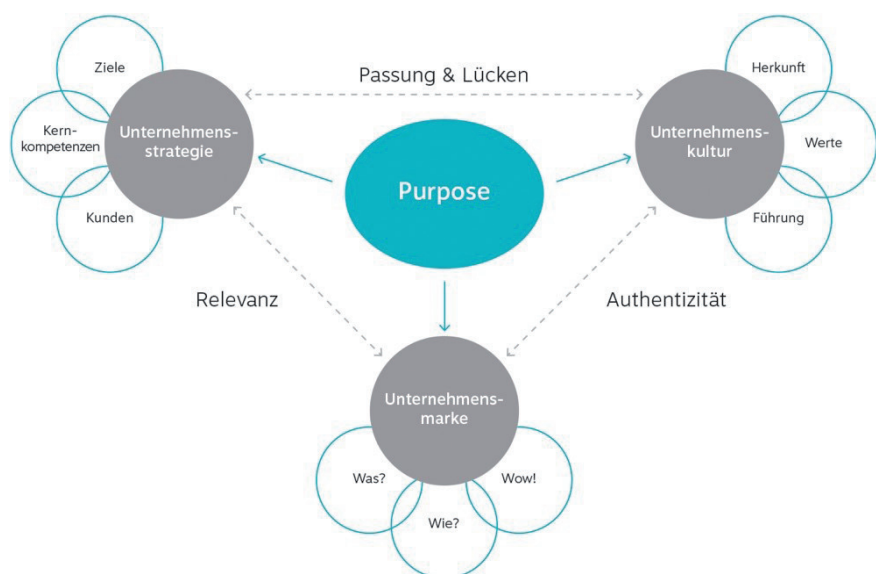 Ziele
Kern-
kompetenzen
Kunden
Unternehmens-
strategie
Passung & Lücken
Herkunft
Werte
Führung
Unternehmens-
kultur
Purpose
Relevanz
Authentizität
Unternehmens-
marke
Was?
Wie?
Wow!